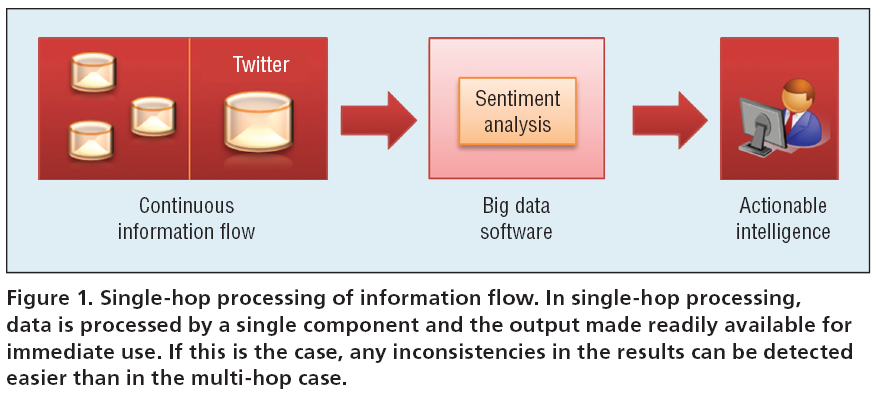 Twitter
Sentiment
analysis
Continuous
information flow
Big data
software
Actionable
intelligence
Figure 1. Single-hop processing of information flow. In single-hop processing,
data is processed by a single component and the output made readily available for
immediate use. If this is the case, any inconsistencies in the results can be detected
easier than in the multi-hop case.